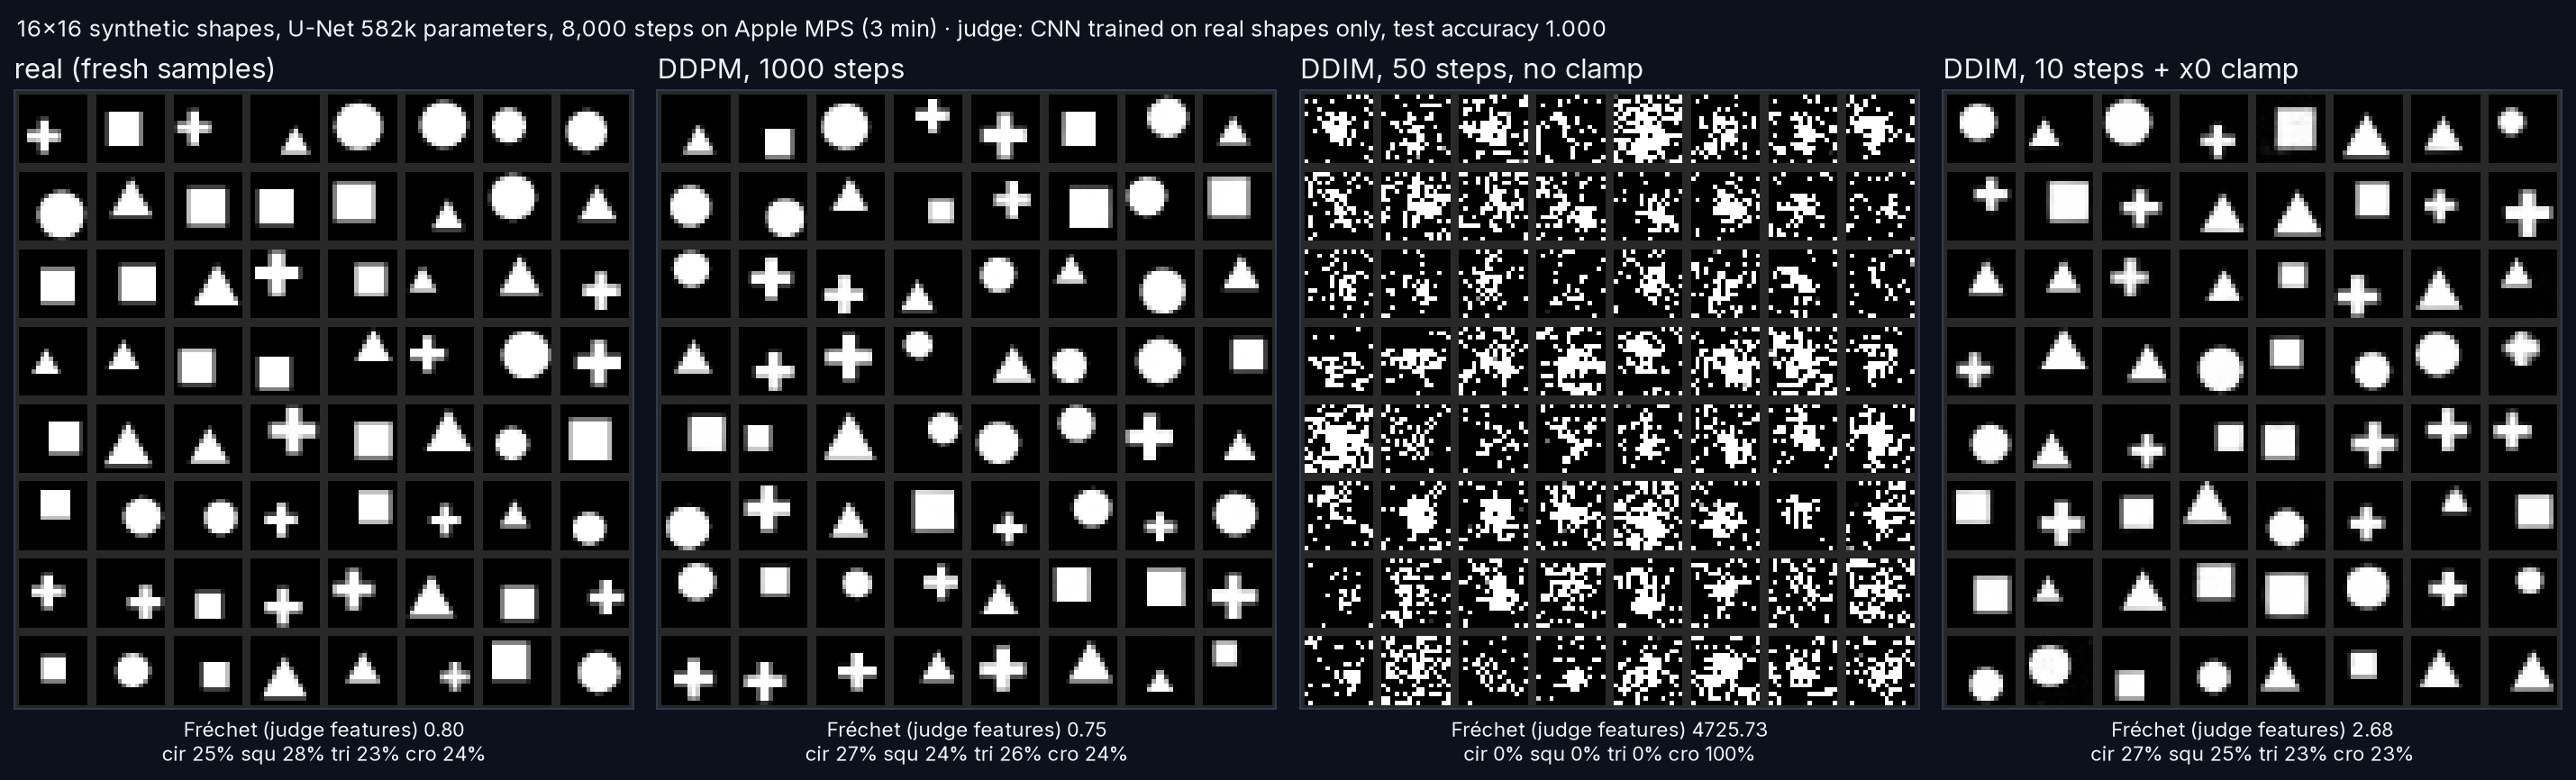 16×16 synthetic shapes, U-Net 582k parameters, 8,000 steps on Apple MPS (3 min) · judge: CNN trained on real shapes only, test accuracy 1.000
real (fresh samples)
DDPM, 1000 steps
DDIM, 50 steps, no clamp
DDIM, 10 steps + x0 clamp
Fréchet (judge features) 0.80
cir 25% squ 28% tri 23% cro 24%
Fréchet (judge features) 0.75
cir 27% squ 24% tri 26% cro 24%
Fréchet (judge features) 4725.73
cir 0% squ 0% tri 0% cro 100%
Fréchet (judge features) 2.68
cir 27% squ 25% tri 23% cro 23%